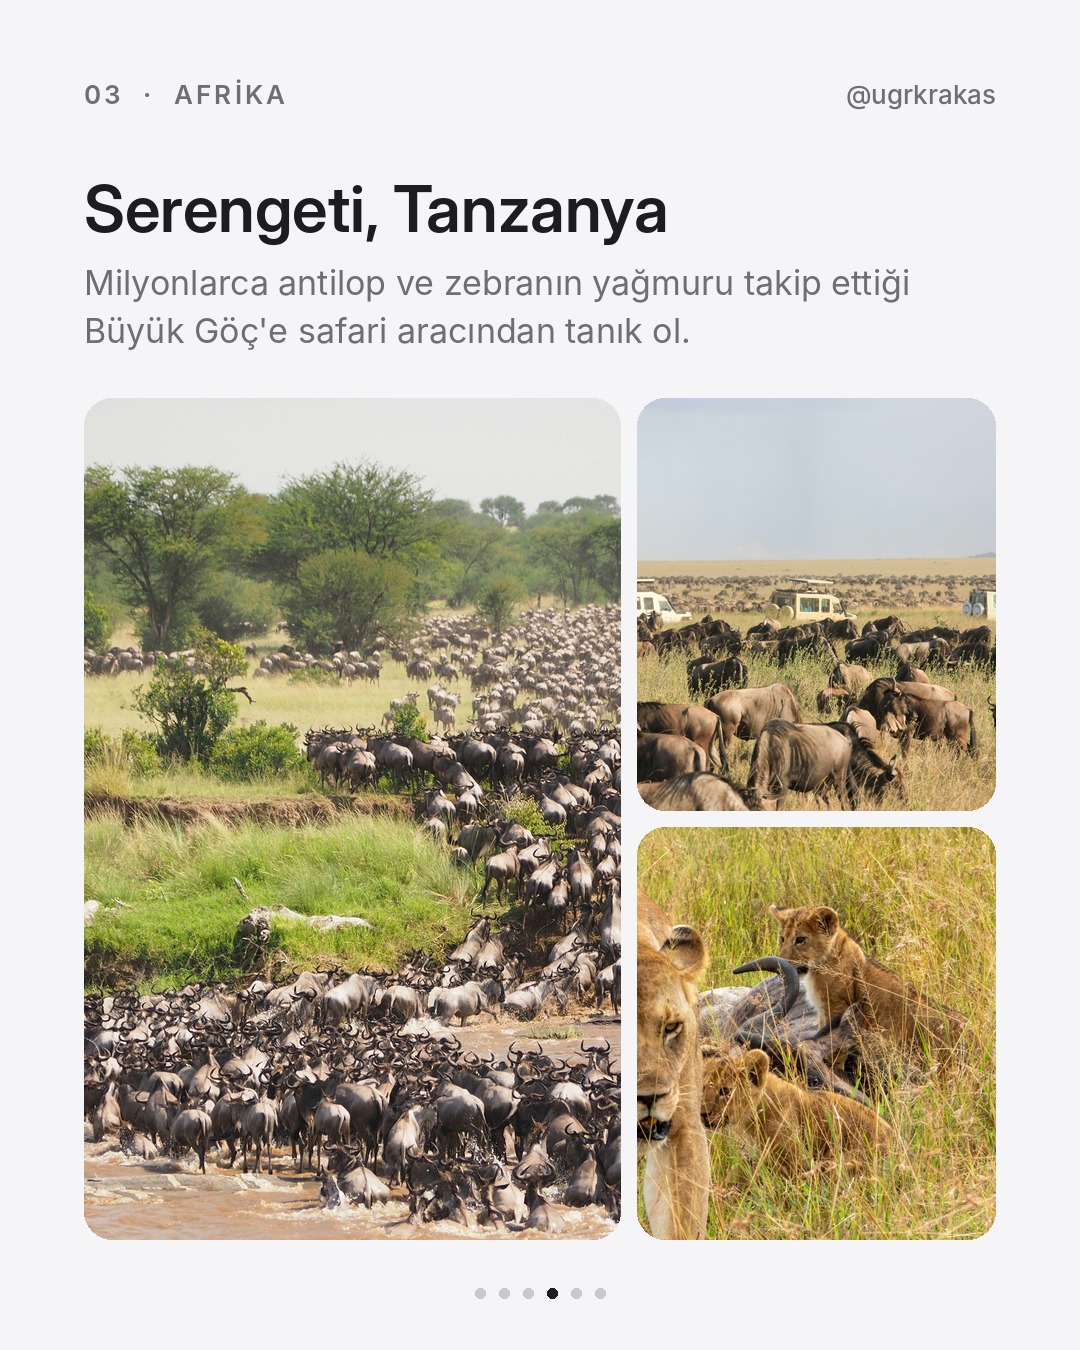 03 · AFRİKA
@ugrkrakas
Serengeti, Tanzanya
Milyonlarca antilop ve zebranın yağmuru takip ettiği
Büyük Göç'e safari aracından tanık ol.